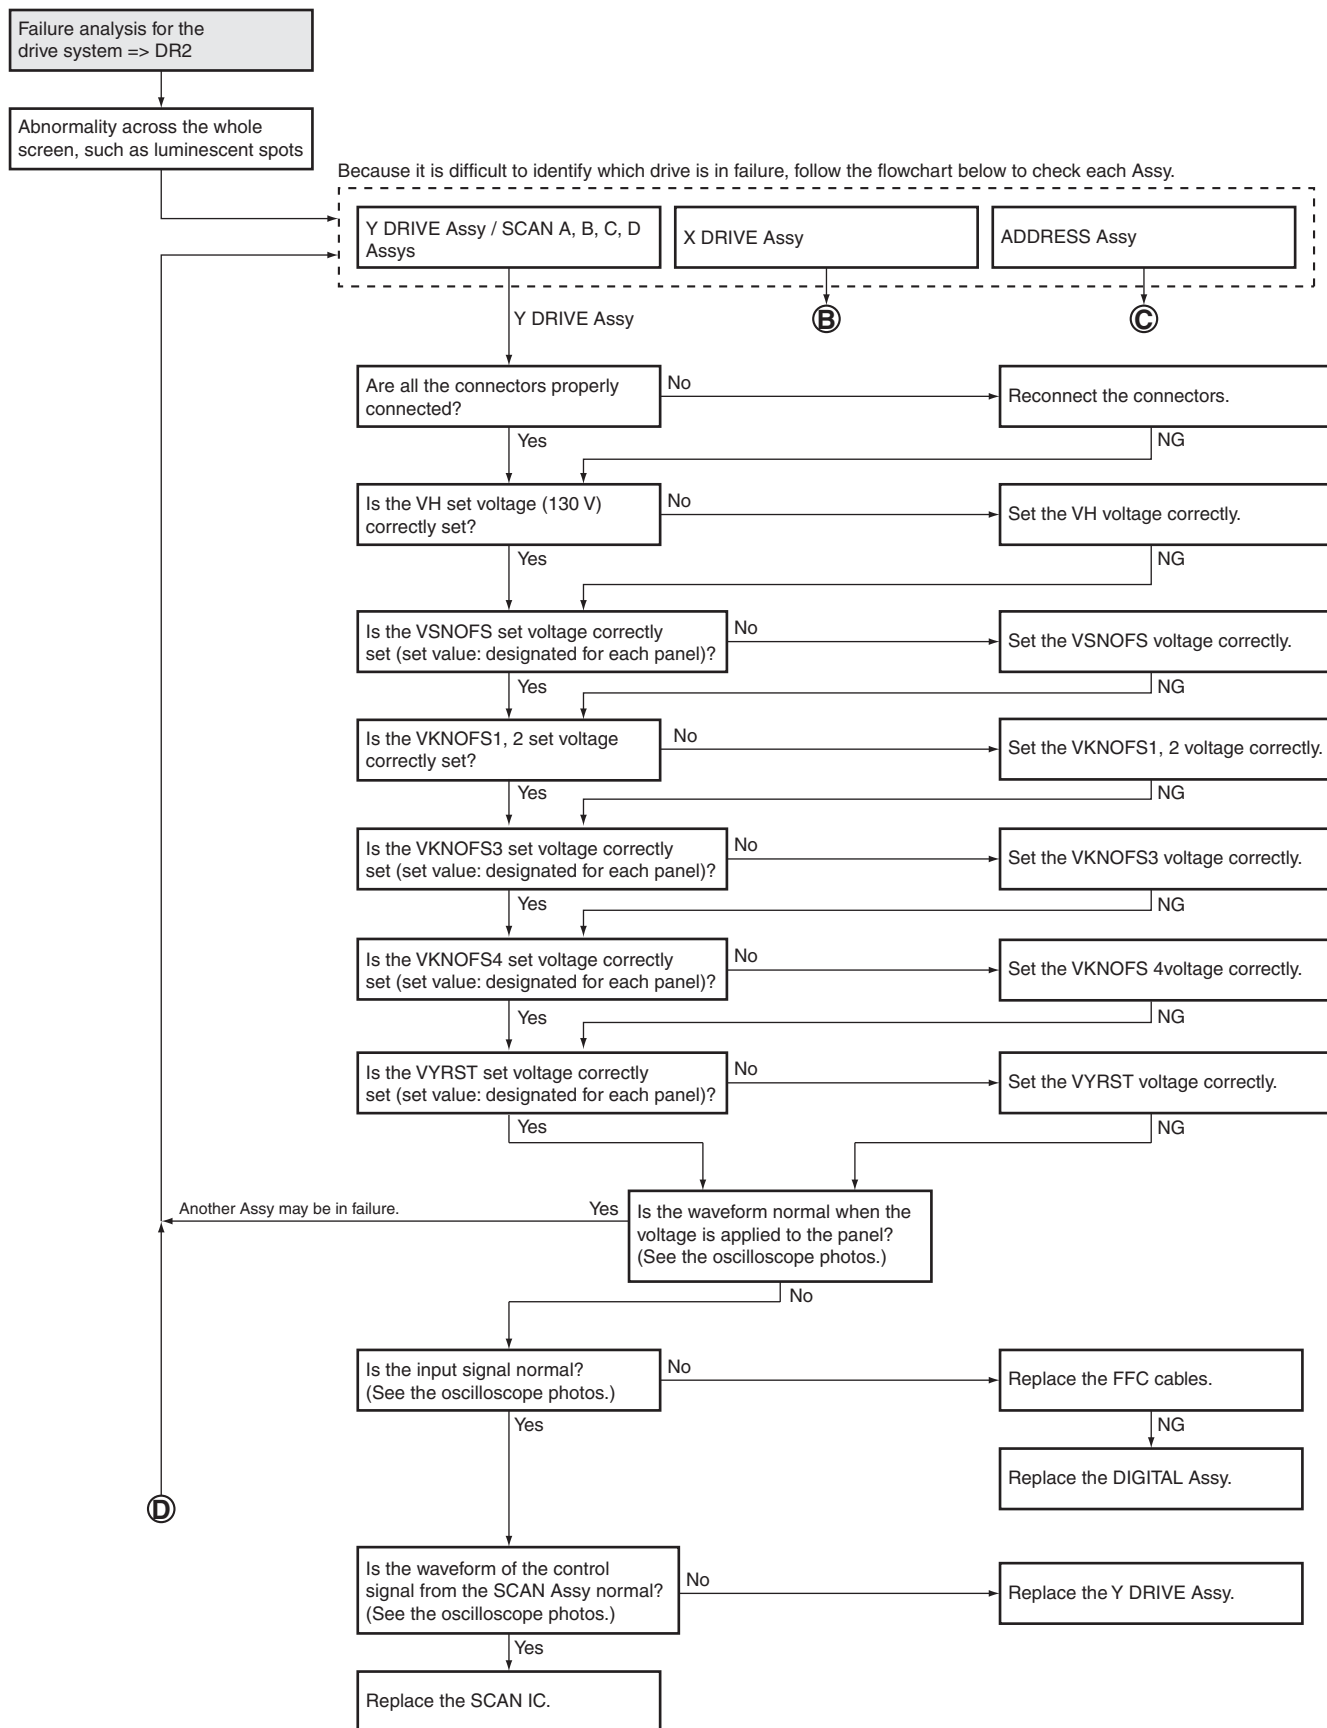 Failure analysis for the
drive system => DR2
Abnormality across the whole
screen, such as luminescent spots
Because it is difficult to identify which drive is in failure, follow the flowchart below to check each Assy.
Y DRIVE Assy / SCAN A, B, C, D
Assys
X DRIVE Assy
ADDRESS Assy
Y DRIVE Assy
B
C
Are all the connectors properly
connected?
No
Reconnect the connectors.
Yes
NG
Is the VH set voltage (130 V)
correctly set?
No
Set the VH voltage correctly.
Yes
NG
Is the VSNOFS set voltage correctly
set (set value: designated for each panel)?
No
Set the VSNOFS voltage correctly.
Yes
NG
Is the VKNOFS1, 2 set voltage
correctly set?
No
Set the VKNOFS1, 2 voltage correctly.
Yes
NG
Is the VKNOFS3 set voltage correctly
set (set value: designated for each panel)?
No
Set the VKNOFS3 voltage correctly.
Yes
NG
Is the VKNOFS4 set voltage correctly
set (set value: designated for each panel)?
No
Set the VKNOFS 4voltage correctly.
Yes
NG
Is the VYRST set voltage correctly
set (set value: designated for each panel)?
No
Set the VYRST voltage correctly.
Yes
NG
Another Assy may be in failure.
Yes
Is the waveform normal when the
voltage is applied to the panel?
(See the oscilloscope photos.)
No
Is the input signal normal?
(See the oscilloscope photos.)
No
Replace the FFC cables.
Yes
NG
Replace the DIGITAL Assy.
D
Is the waveform of the control
signal from the SCAN Assy normal?
(See the oscilloscope photos.)
No
Replace the Y DRIVE Assy.
Yes
Replace the SCAN IC.